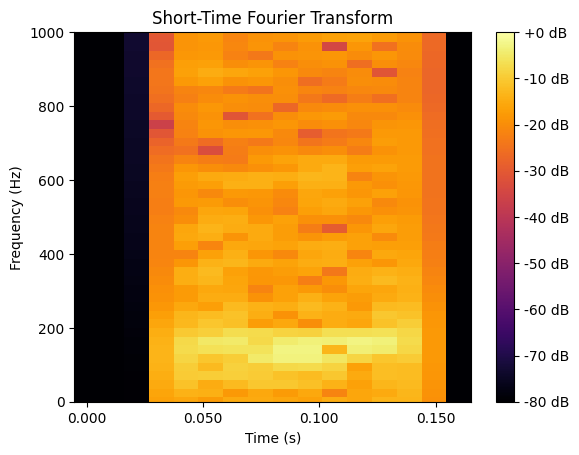 Short-Time Fourier Transform
1000
800
600
400
200
0
Frequency (Hz)
0.000
0.050
0.100
0.150
Time (s)
+0 dB
-10 dB
-20 dB
-30 dB
-40 dB
-50 dB
-60 dB
-70 dB
-80 dB